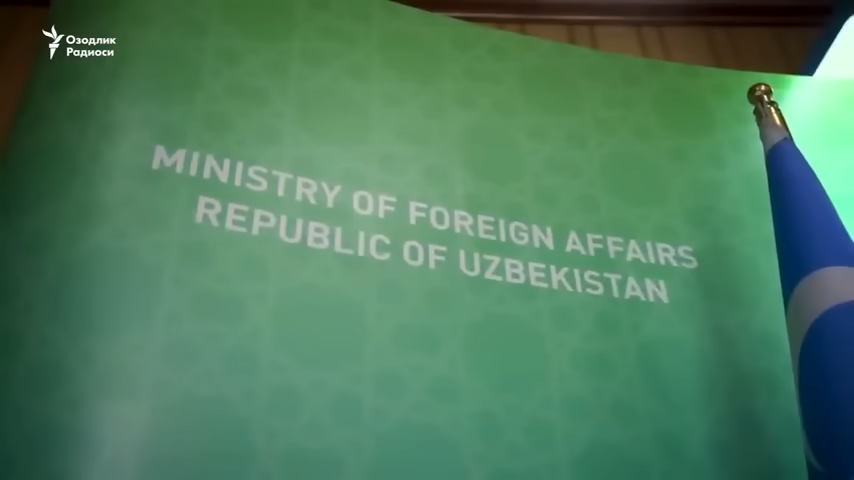 Озодлик
Радиоси
MINISTRY OF FOREIGN AFFAIRS
REPUBLIC OF UZBEKISTAN